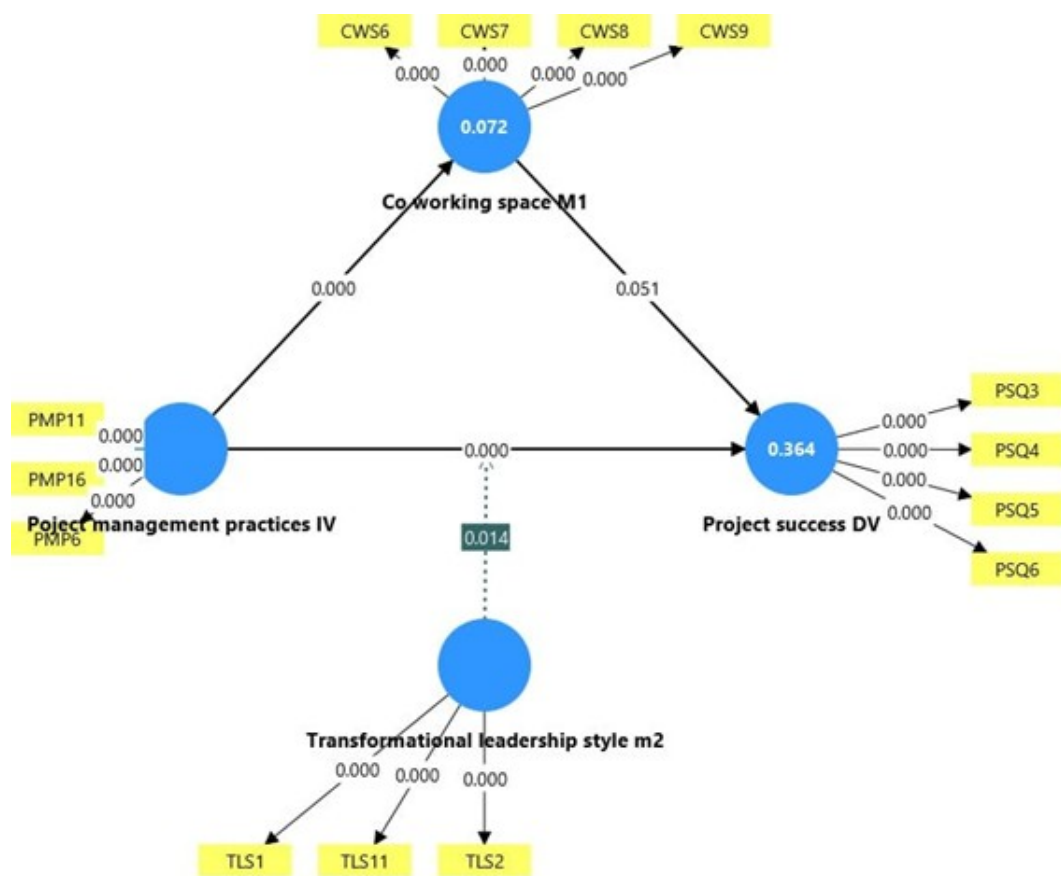 CWS6 CWS7 CWS8 CWS9
0.000 0.000 0.000 0.000
0.072
Co working space M1
0.000 0.051
PMP11
PMP16
PMP6
0.000
0.000
0.000
Poject management practices IV
0.000
0.364
Project success DV
0.000
0.000
0.000
0.000
PSQ3
PSQ4
PSQ5
PSQ6
0.014
Transformational leadership style m2
0.000 0.000 0.000
TLS1 TLS11 TLS2